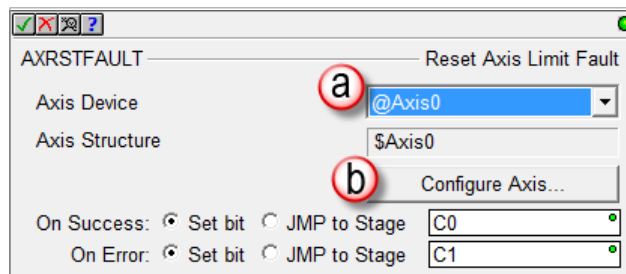 ?
AXRSTFAULT Reset Axis Limit Fault
a
Axis Device @Axis0
Axis Structure $Axis0
b Configure Axis...
On Success: Set bit JMP to Stage C0
On Error: Set bit JMP to Stage C1